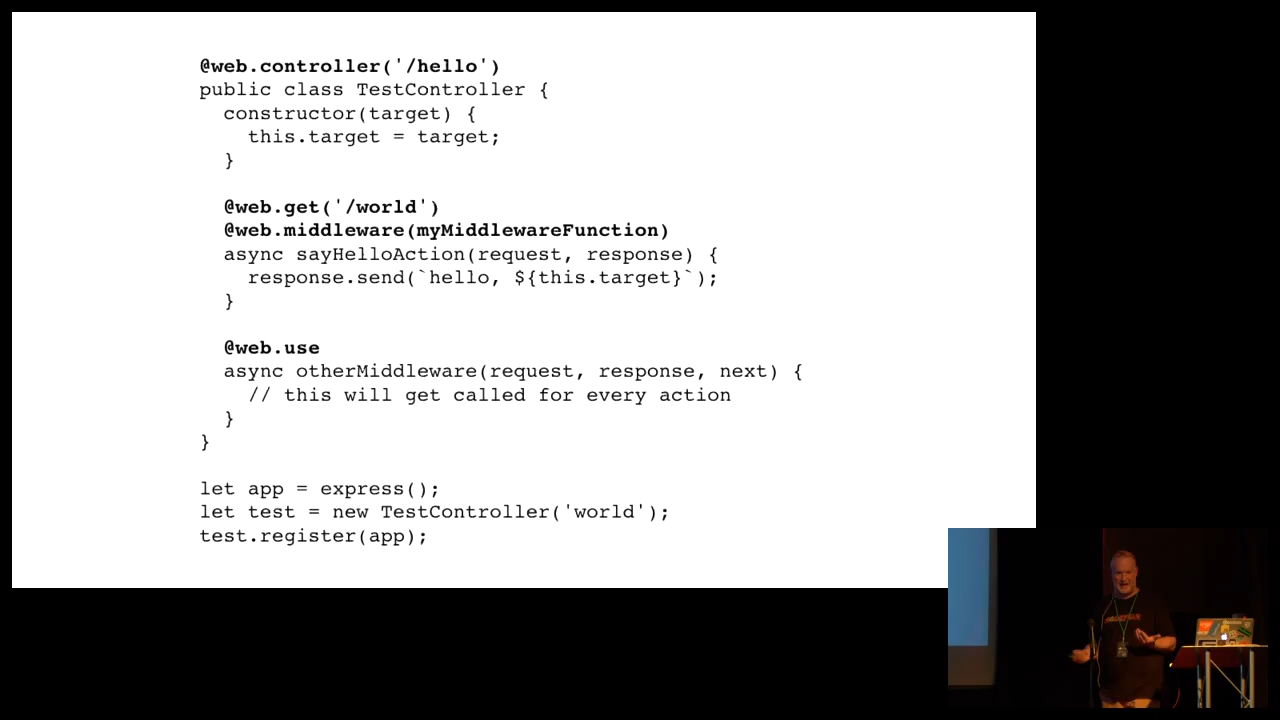 @web.controller('/hello')
public class TestController {
constructor(target) {
this.target = target;
}
@web.get('/world')
@web.middleware(myMiddlewareFunction)
async sayHelloAction(request, response) {
response.send(`hello, ${this.target}`);
}
@web.use
async otherMiddleware(request, response, next) {
// this will get called for every action
}
}
let app = express();
let test = new TestController('world');
test.register(app);